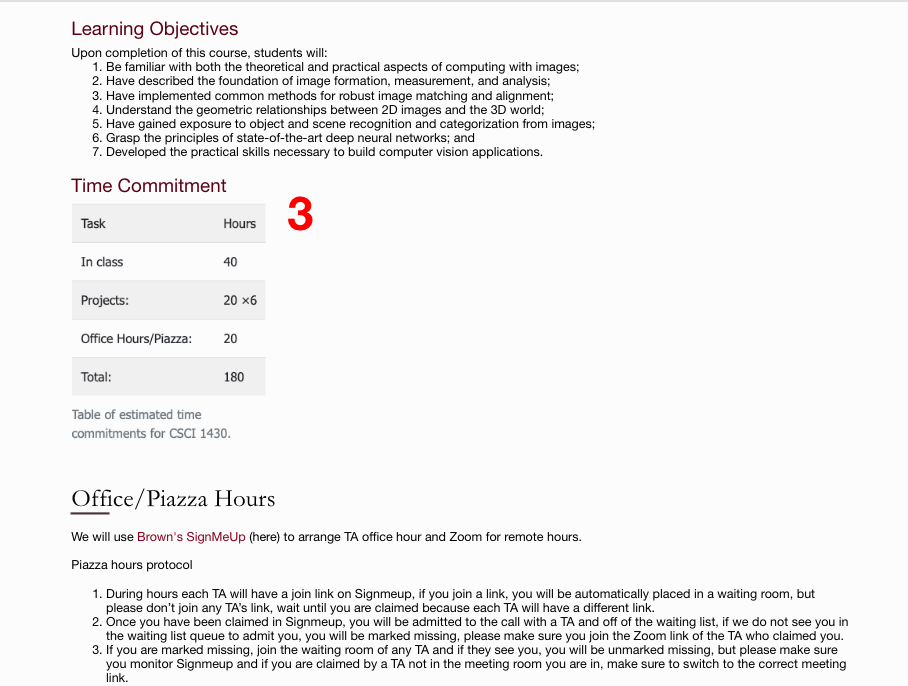 Learning Objectives
Upon completion of this course, students will:
1. Be familiar with both the theoretical and practical aspects of computing with images;
2. Have described the foundation of image formation, measurement, and analysis;
3. Have implemented common methods for robust image matching and alignment;
4. Understand the geometric relationships between 2D images and the 3D world;
5. Have gained exposure to object and scene recognition and categorization from images;
6. Grasp the principles of state-of-the-art deep neural networks; and
7. Developed the practical skills necessary to build computer vision applications.
Time Commitment
3
Task Hours
In class 40
Projects: 20 ×6
Office Hours/Piazza: 20
Total: 180
Table of estimated time
commitments for CSCI 1430.
Office/Piazza Hours
We will use Brown's SignMeUp (here) to arrange TA office hour and Zoom for remote hours.
Piazza hours protocol
1. During hours each TA will have a join link on Signmeup, if you join a link, you will be automatically placed in a waiting room, but
please don't join any TA's link, wait until you are claimed because each TA will have a different link.
2. Once you have been claimed in Signmeup, you will be admitted to the call with a TA and off of the waiting list, if we do not see you in
the waiting list queue to admit you, you will be marked missing, please make sure you join the Zoom link of the TA who claimed you.
3. If you are marked missing, join the waiting room of any TA and if they see you, you will be unmarked missing, but please make sure
you monitor Signmeup and if you are claimed by a TA not in the meeting room you are in, make sure to switch to the correct meeting
link.